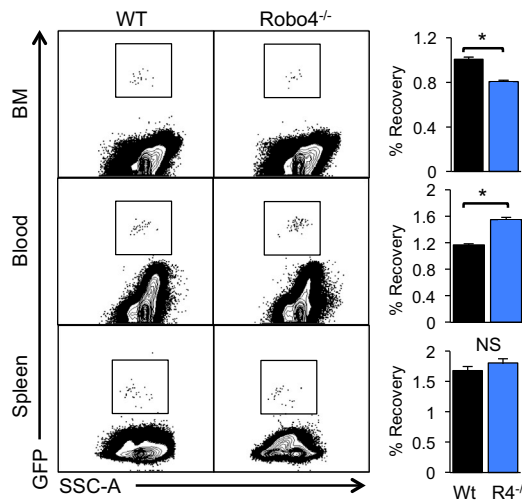 WT Robo4-/-
BM
Blood
Spleen
GFP
SSC-A
% Recovery
1.2
0.8
0.4
0
*
% Recovery
2
1.6
1.2
0.8
0.4
0
*
% Recovery
2
1.5
1
0.5
0
NS
Wt R4-/-